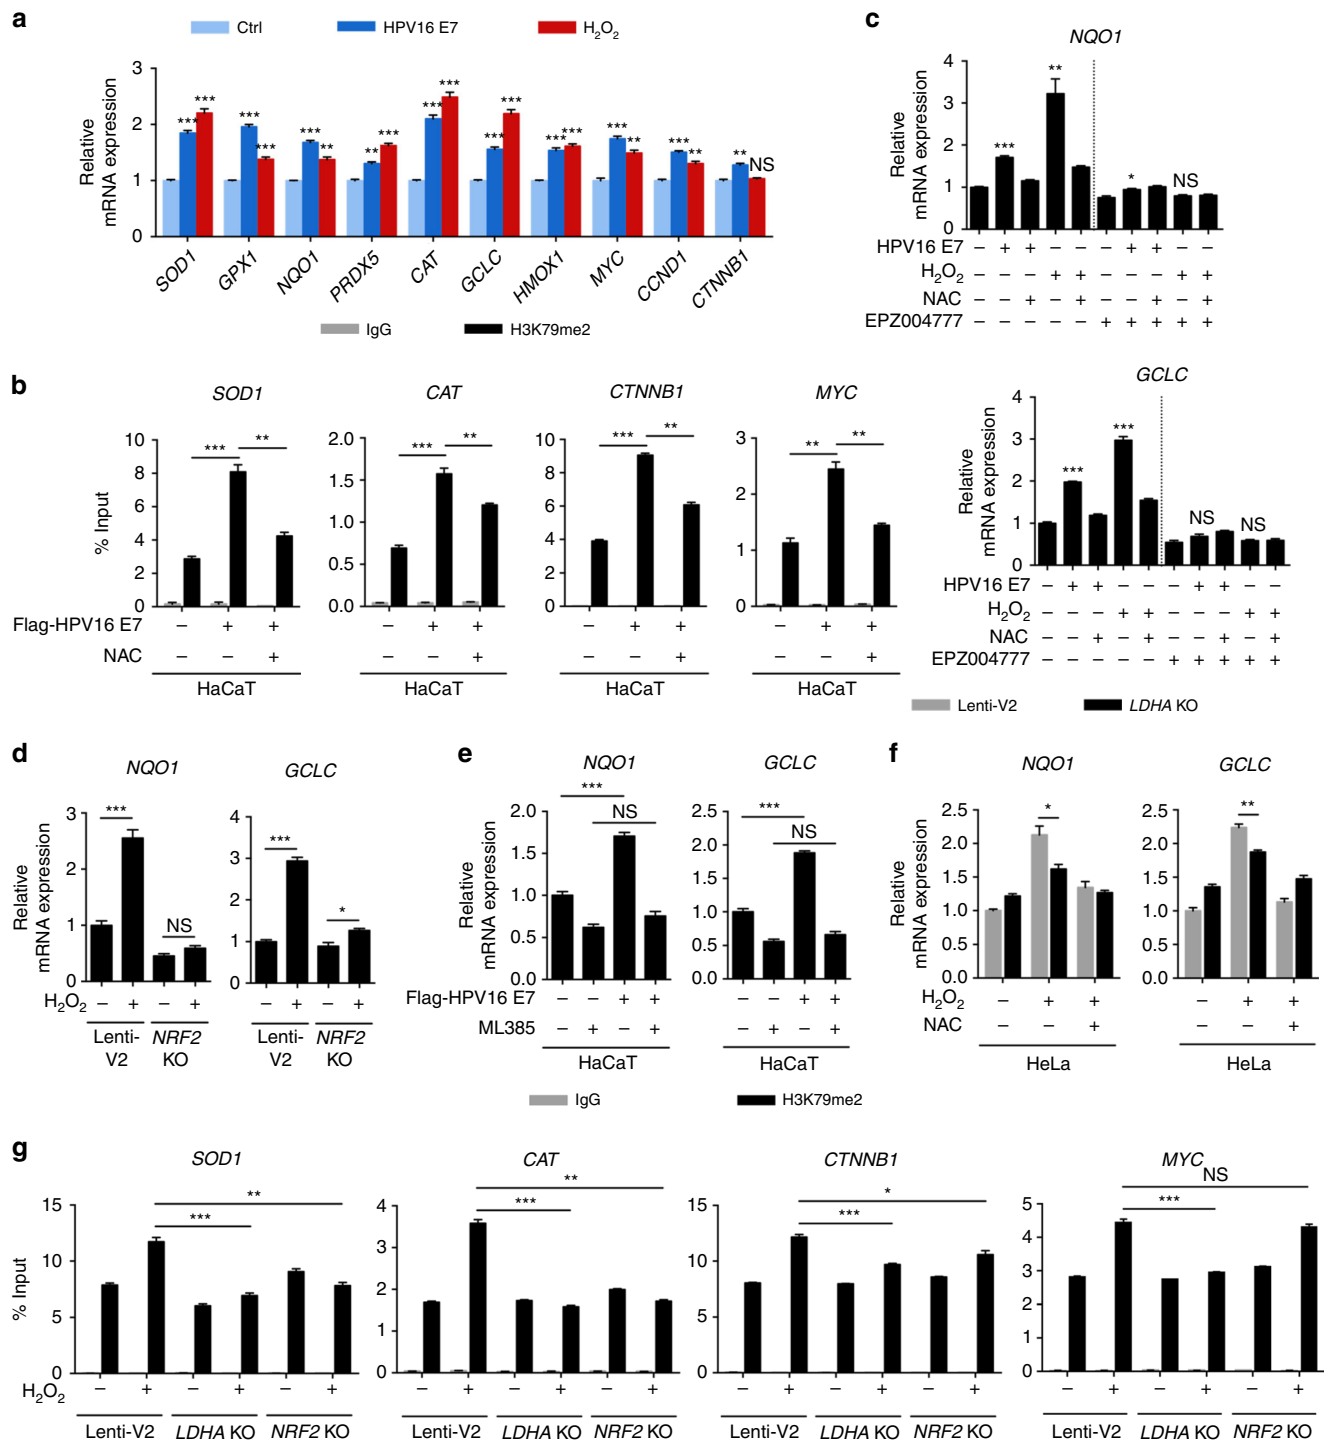 a
Ctrl HPV16 E7 H₂O₂
Relative
mRNA expression
3
2
1
0
*** *** *** *** *** ** ** *** *** *** *** *** *** *** *** ** *** ** ** NS
SOD1 GPX1 NQO1 PRDX5 CAT GCLC HMOX1 MYC CCND1 CTNNB1
IgG H3K79me2
b
SOD1
% Input
10
8
6
4
2
0
*** **
CAT
2.0
1.5
1.0
0.5
0.0
*** **
CTNNB1
10
8
6
4
2
0
*** **
MYC
3
2
1
0
** **
Flag-HPV16 E7 – + + – + + – + + – + +
NAC – – + – – + – – + – – +
HaCaT HaCaT HaCaT HaCaT
c
NQO1
Relative
mRNA expression
4
3
2
1
0
*** ** * NS
HPV16 E7 – + + – – – + + – –
H₂O₂ – – – + + – – – + +
NAC – – + – + – – + – +
EPZ004777 – – – – – + + + + +
GCLC
Relative
mRNA expression
4
3
2
1
0
*** *** NS NS
HPV16 E7 – + + – – – + + – –
H₂O₂ – – – + + – – – + +
NAC – – + – + – – + – +
EPZ004777 – – – – – + + + + +
Lenti-V2 LDHA KO
d
NQO1
Relative
mRNA expression
3
2
1
0
*** NS
GCLC
4
3
2
1
0
*** *
H₂O₂ – + – + – + – +
Lenti- NRF2 Lenti- NRF2
V2 KO V2 KO
e
NQO1
Relative
mRNA expression
2.0
1.5
1.0
0.5
0.0
*** NS
GCLC
2.5
2.0
1.5
1.0
0.5
0.0
*** NS
Flag-HPV16 E7 – – + + – – + +
ML385 – + – + – + – +
HaCaT HaCaT
f
NQO1
Relative
mRNA expression
2.5
2.0
1.5
1.0
0.5
0.0
*
GCLC
2.5
2.0
1.5
1.0
0.5
0.0
**
H₂O₂ – + + – + +
NAC – – + – – +
HeLa HeLa
IgG H3K79me2
g
SOD1
% Input
15
10
5
0
** ***
CAT
4
3
2
1
0
** ***
CTNNB1
15
10
5
0
* ***
MYC
5
4
3
2
1
0
NS ***
H₂O₂ – + – + – + – + – + – + – + – + – + – + – + – +
Lenti-V2 LDHA KO NRF2 KO Lenti-V2 LDHA KO NRF2 KO Lenti-V2 LDHA KO NRF2 KO Lenti-V2 LDHA KO NRF2 KO